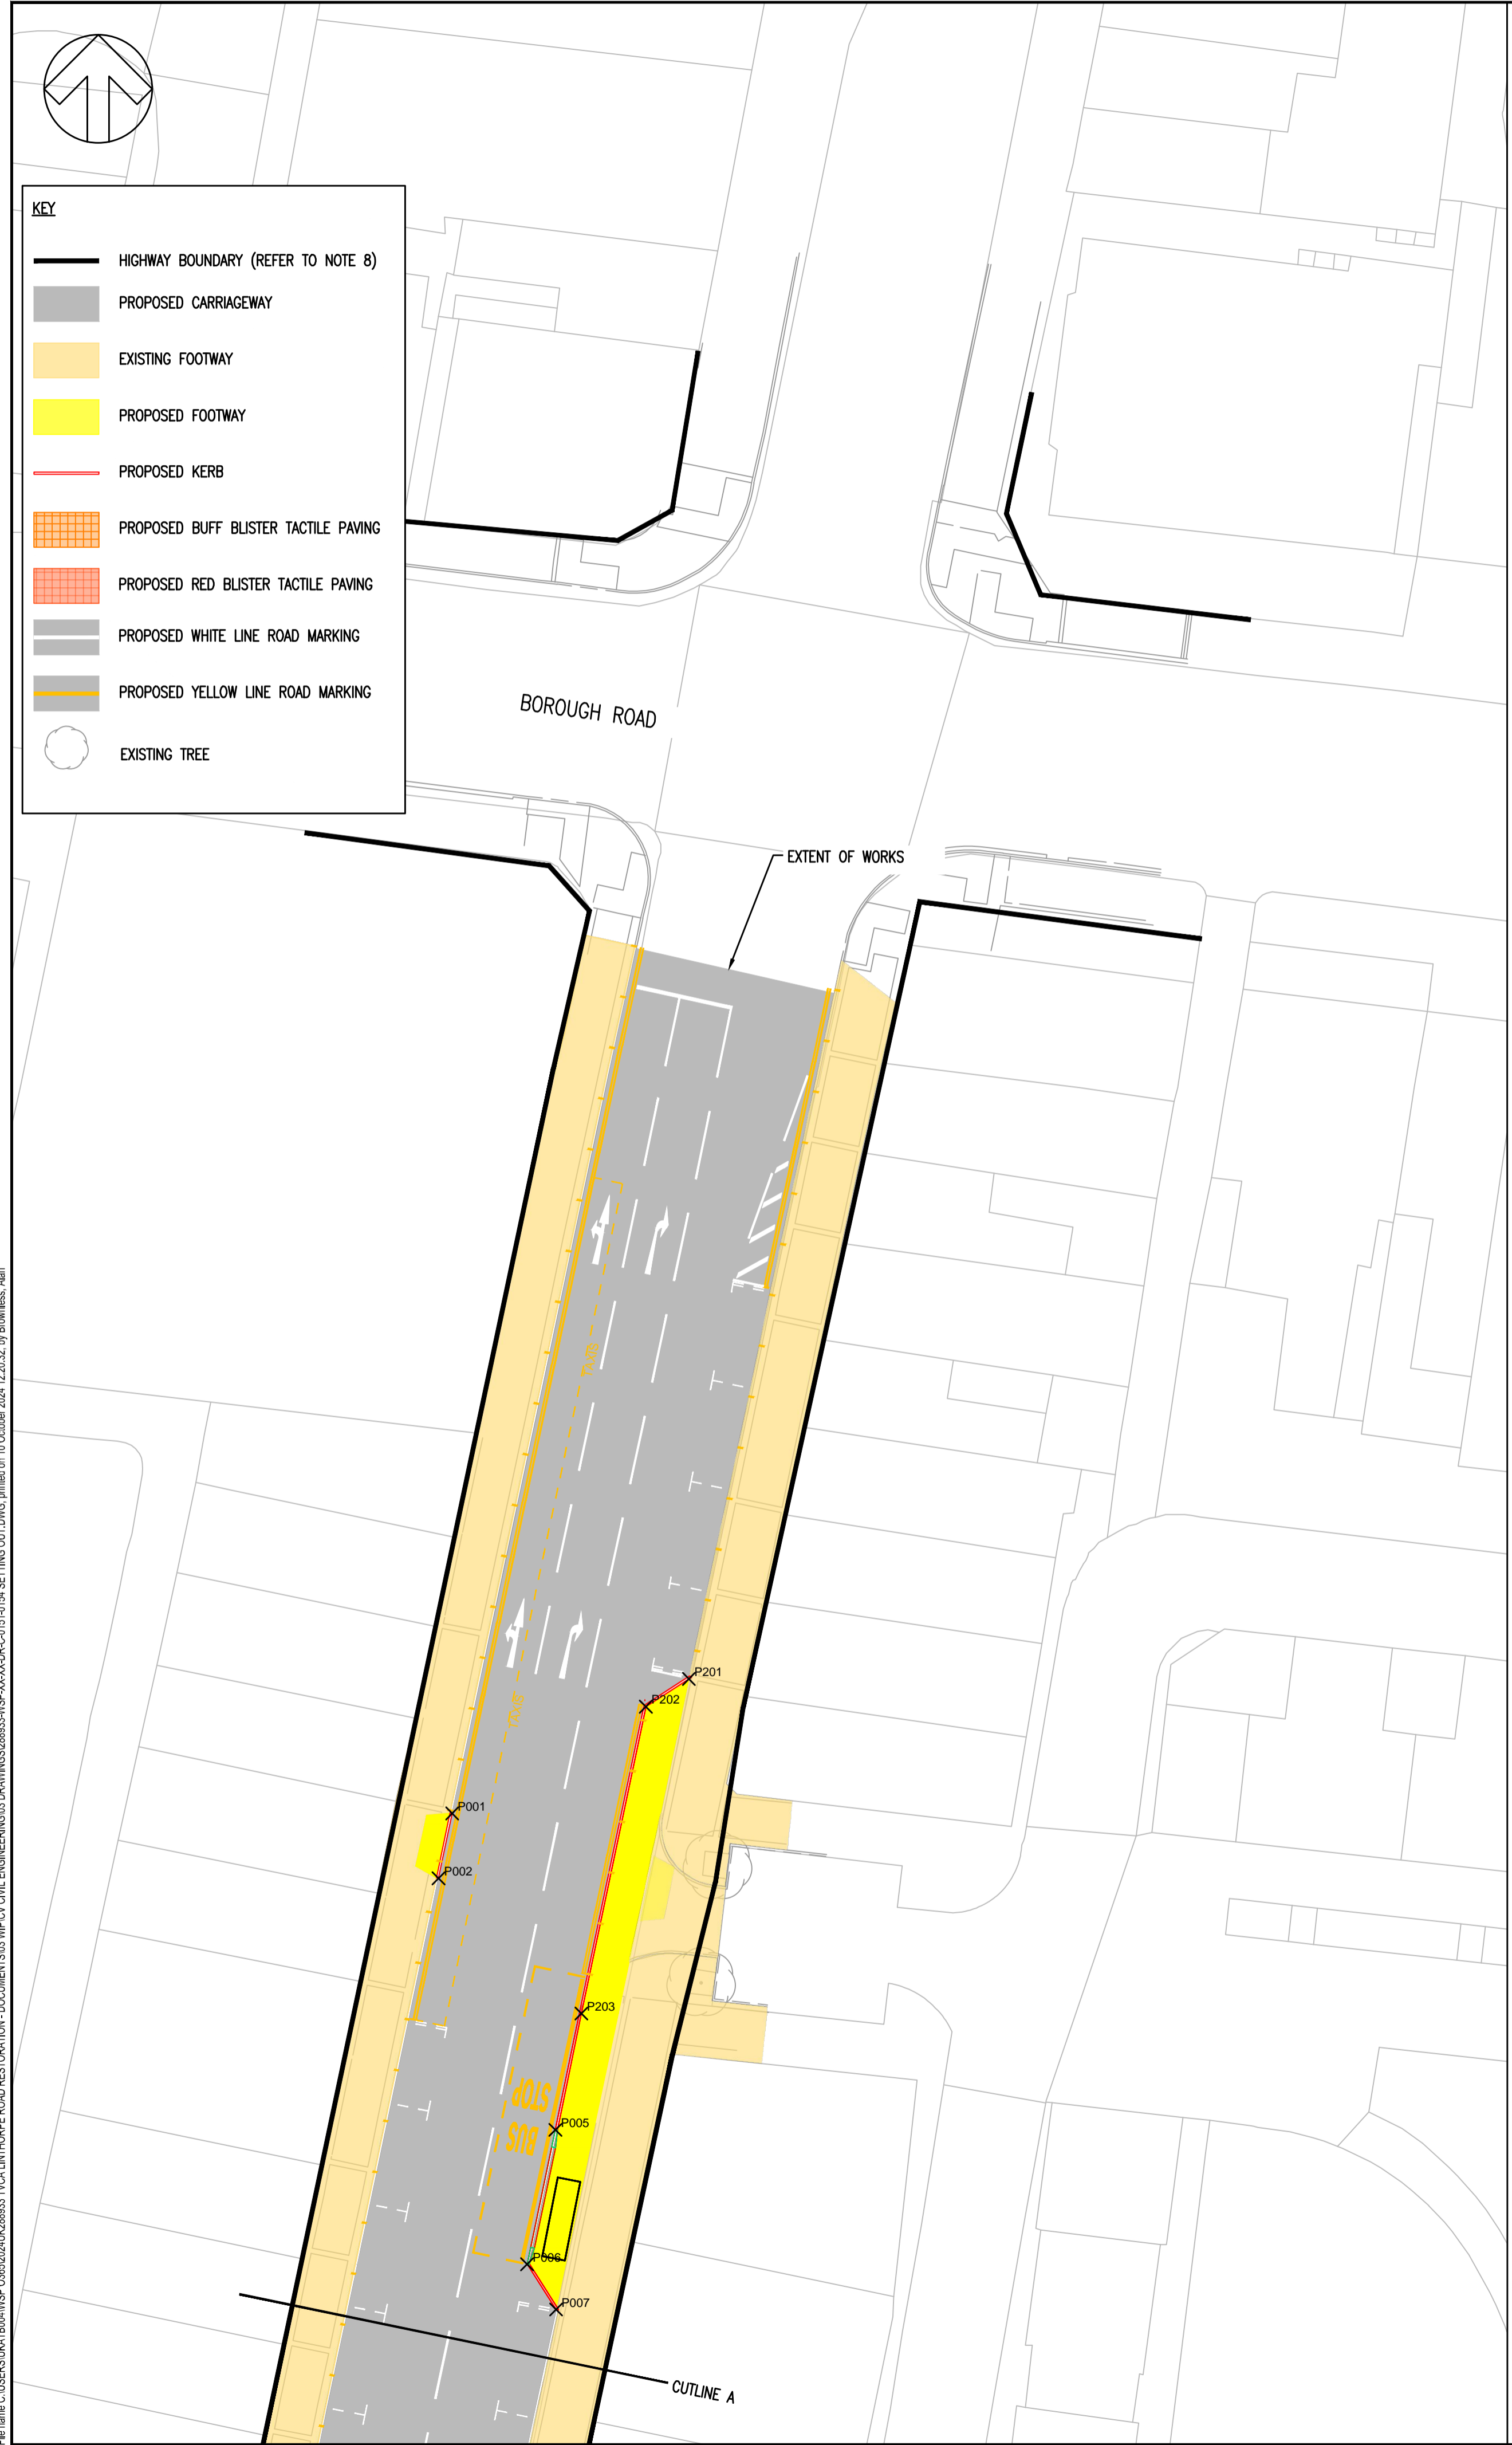 KEY
HIGHWAY BOUNDARY (REFER TO NOTE 8)
PROPOSED CARRIAGEWAY
EXISTING FOOTWAY
PROPOSED FOOTWAY
PROPOSED KERB
PROPOSED BUFF BLISTER TACTILE PAVING
PROPOSED RED BLISTER TACTILE PAVING
PROPOSED WHITE LINE ROAD MARKING
PROPOSED YELLOW LINE ROAD MARKING
EXISTING TREE
BOROUGH ROAD
EXTENT OF WORKS
TAXIS
P201
P202
TAXIS
P001
P002
P203
STOP
BUS
P005
P006
P007
CUTLINE A